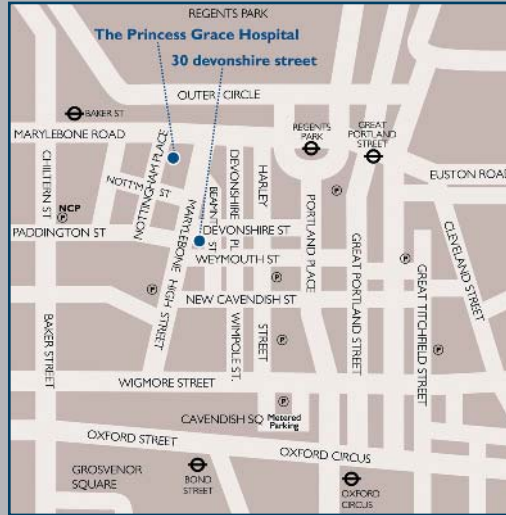 REGENTS PARK
The Princess Grace Hospital
30 devonshire street
OUTER CIRCLE
BAKER ST
MARYLEBONE ROAD
REGENTS
PARK
GREAT
PORTLAND
STREET
EUSTON ROAD
CHILTERN ST
NOTTINGHAM PLACE
NOTTM ST
NCP
P
PADDINGTON ST
MARYLEBONE HIGH STREET
BEAMNT ST
DEVONSHIRE PL
HARLEY
STREET
DEVONSHIRE ST
WEYMOUTH ST
PORTLAND PLACE
P
GREAT PORTLAND STREET
P
CLEVELAND STREET
GREAT TITCHFIELD STREET
P
P
P
NEW CAVENDISH ST
BAKER STREET
WIMPOLE ST.
P
WIGMORE STREET
P
CAVENDISH SQ
Metered
Parking
OXFORD STREET
OXFORD CIRCUS
GROSVENOR
SQUARE
BOND
STREET
OXFORD
CIRCUS